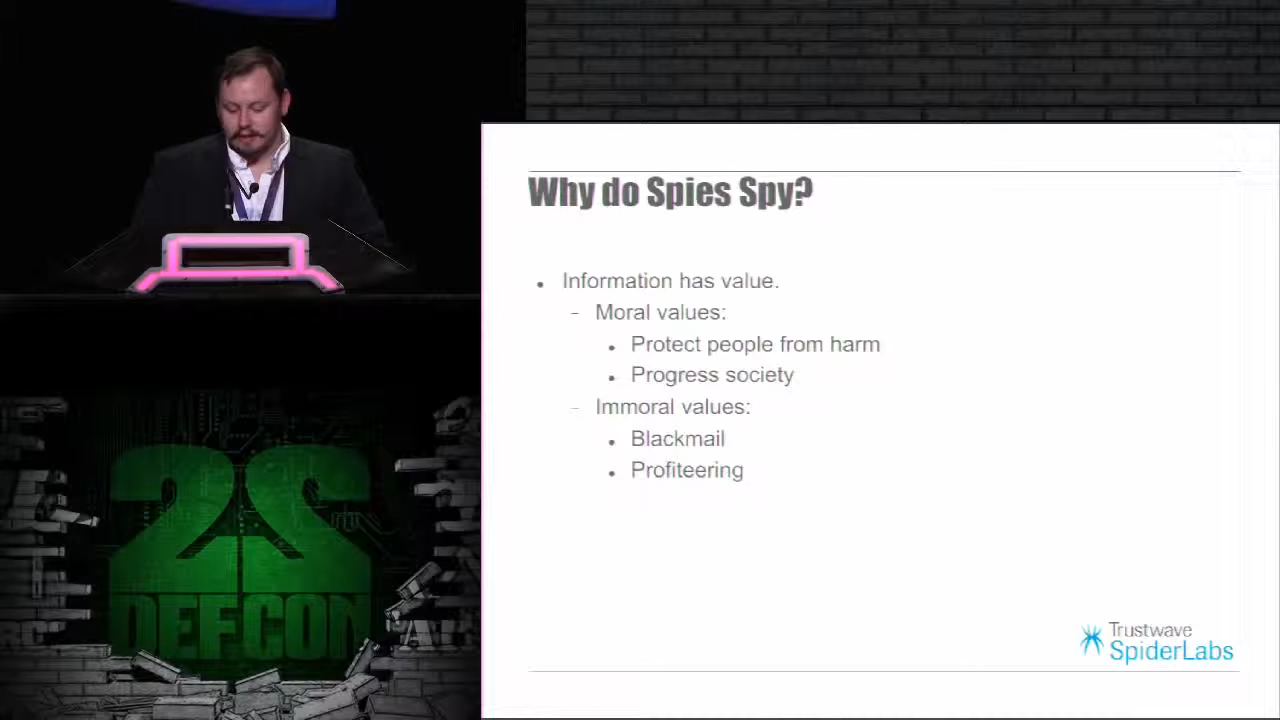 Why do Spies Spy?
• Information has value.
– Moral values:
• Protect people from harm
• Progress society
– Immoral values:
• Blackmail
• Profiteering
Trustwave
SpiderLabs
22
DEFCON